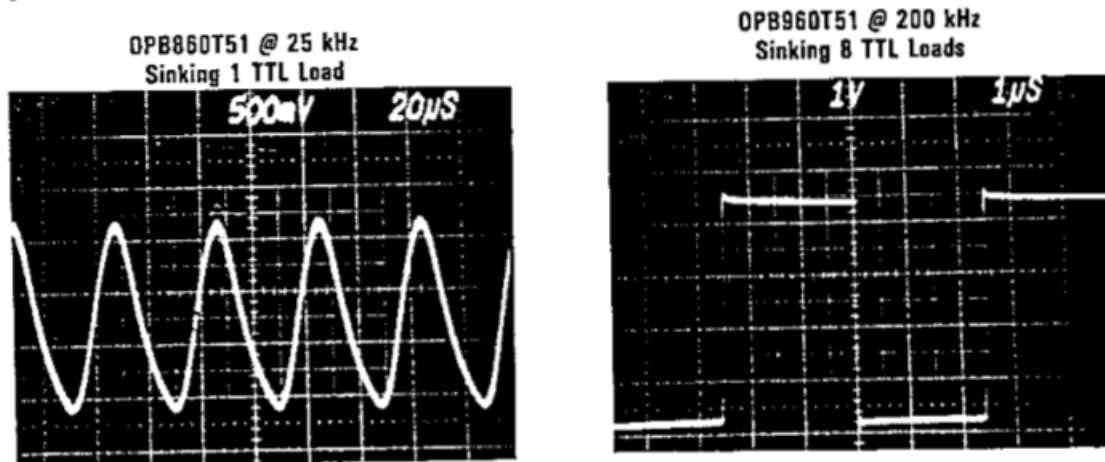 OPB860T51 @ 25 kHz
Sinking 1 TTL Load
500mV 20µS
OPB960T51 @ 200 kHz
Sinking 8 TTL Loads
1V 1µS